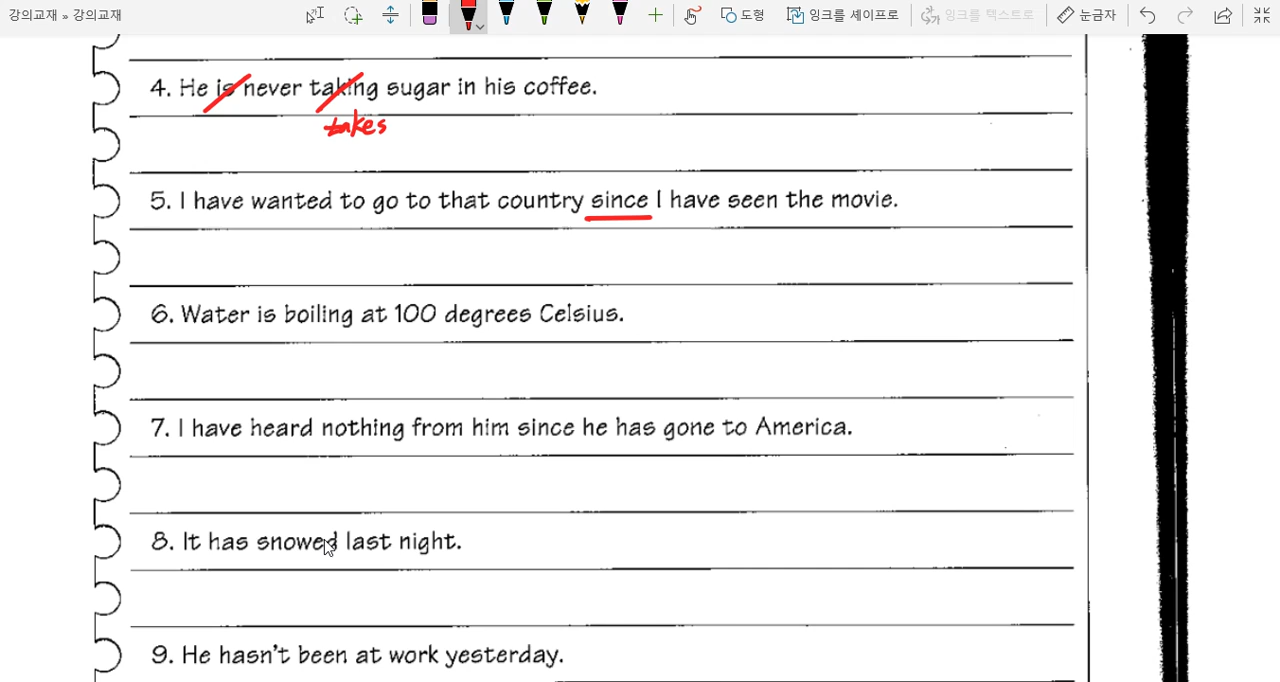 강의교재 » 강의교재
도형
잉크를 셰이프로
잉크를 텍스트로
눈금자
4. He is never taking sugar in his coffee.
takes
5. I have wanted to go to that country since I have seen the movie.
6. Water is boiling at 100 degrees Celsius.
7. I have heard nothing from him since he has gone to America.
8. It has snowed last night.
9. He hasn't been at work yesterday.